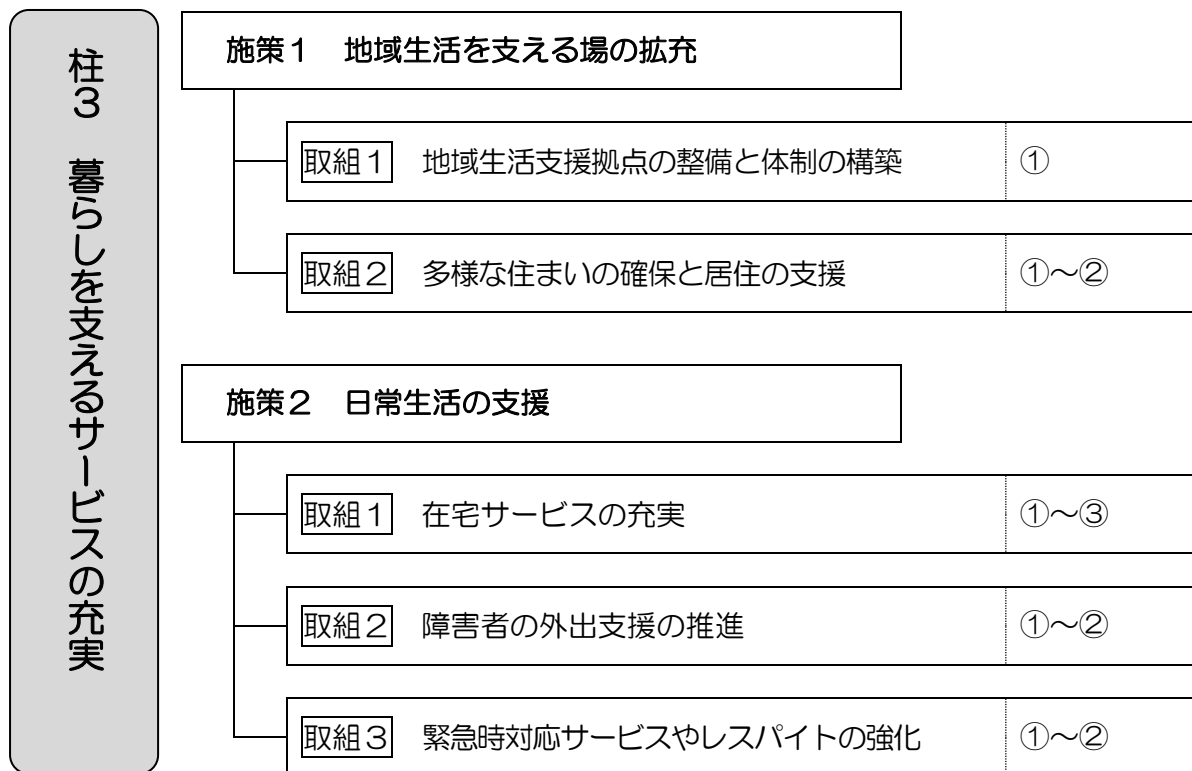 柱3 暮らしを支えるサービスの充実
施策1 地域生活を支える場の拡充
取組1 地域生活支援拠点の整備と体制の構築 ①
取組2 多様な住まいの確保と居住の支援 ①～②
施策2 日常生活の支援
取組1 在宅サービスの充実 ①～③
取組2 障害者の外出支援の推進 ①～②
取組3 緊急時対応サービスやレスパイトの強化 ①～②